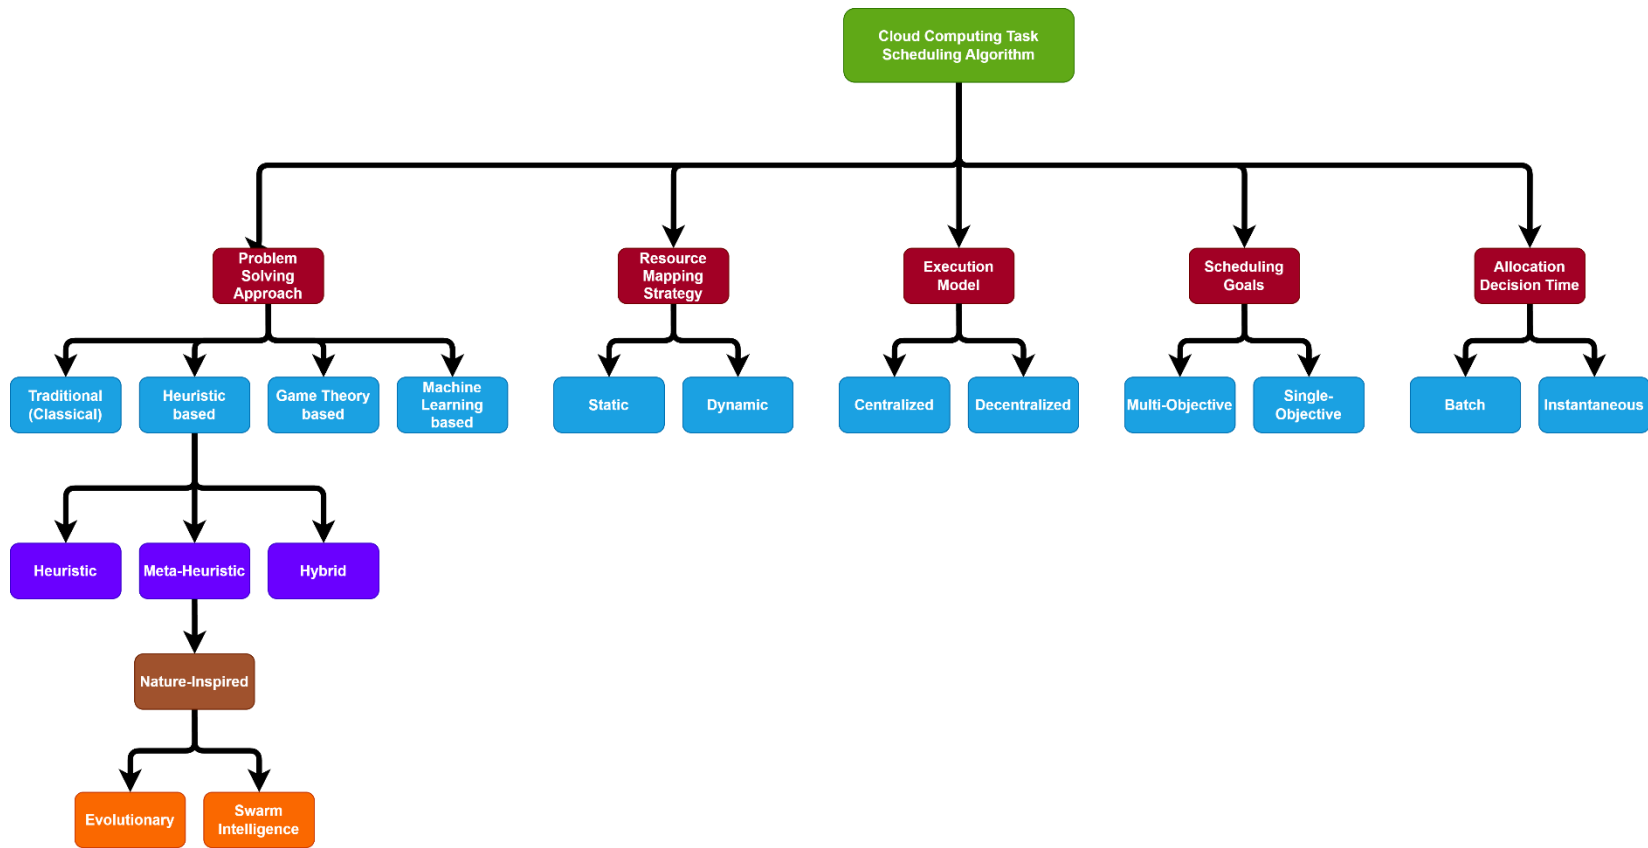 Cloud Computing Task
Scheduling Algorithm
Problem
Solving
Approach
Resource
Mapping
Strategy
Execution
Model
Scheduling
Goals
Allocation
Decision Time
Traditional
(Classical)
Heuristic
based
Game Theory
based
Machine
Learning
based
Static
Dynamic
Centralized
Decentralized
Multi-Objective
Single-
Objective
Batch
Instantaneous
Heuristic
Meta-Heuristic
Hybrid
Nature-Inspired
Evolutionary
Swarm
Intelligence